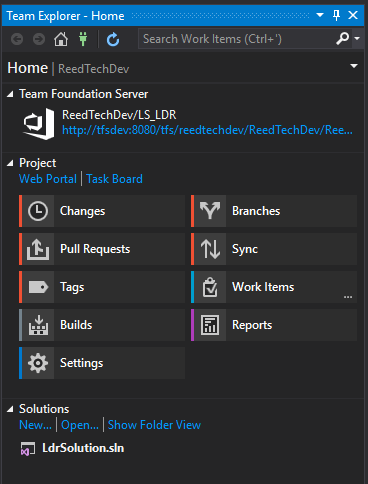 Team Explorer - Home
Search Work Items (Ctrl+')
Home | ReedTechDev
Team Foundation Server
ReedTechDev/LS_LDR
http://tfsdev:8080/tfs/reedtechdev/ReedTechDev/Ree...
Project
Web Portal | Task Board
Changes
Branches
Pull Requests
Sync
Tags
Work Items
...
Builds
Reports
Settings
Solutions
New... | Open... | Show Folder View
LdrSolution.sln